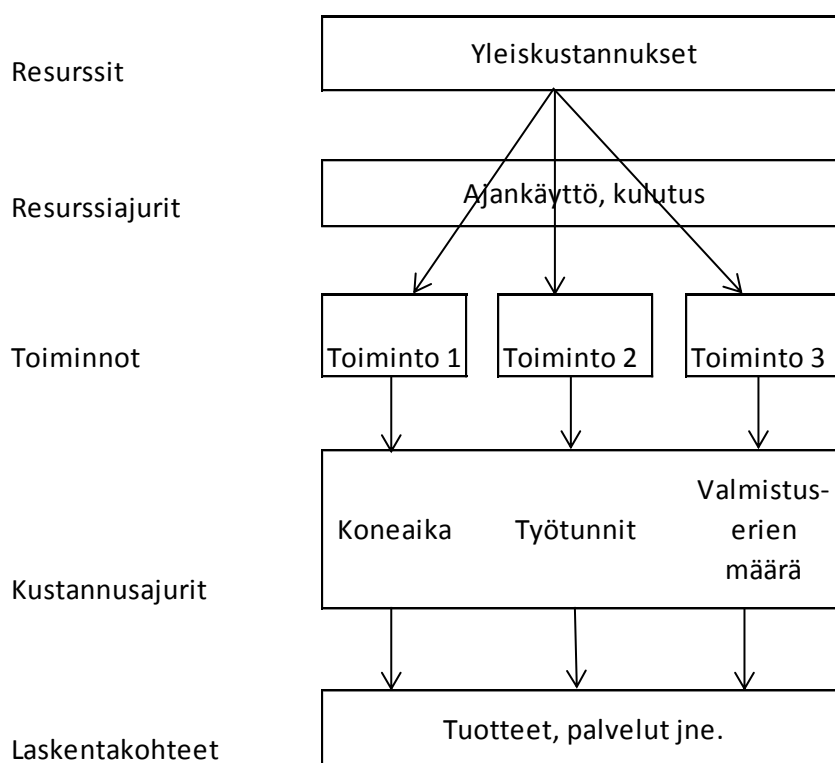 Resurssit
Yleiskustannukset
Resurssiajurit
Ajankäyttö, kulutus
Toiminnot
Toiminto 1
Toiminto 2
Toiminto 3
Kustannusajurit
Koneaika
Työtunnit
Valmistus-
erien
määrä
Laskentakohteet
Tuotteet, palvelut jne.